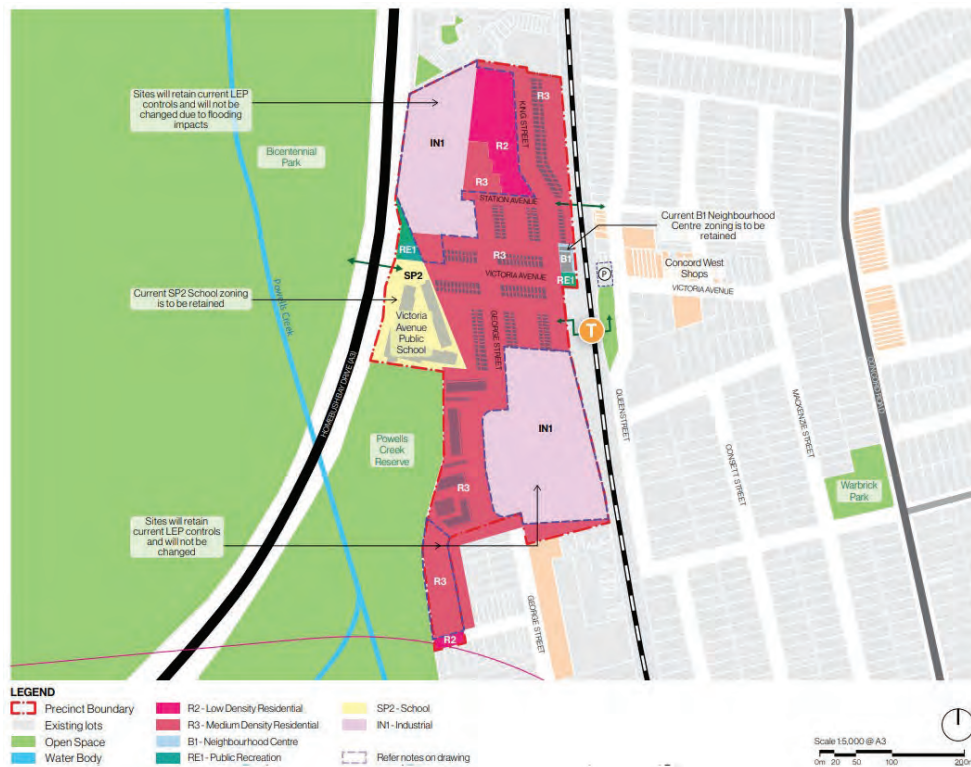 Sites will retain current LEP
controls and will not be
changed due to flooding
impacts
Bicentennial
Park
IN1
R2
R3
KING STREET
R3
STATION AVENUE
Current B1 Neighbourhood
Centre zoning is to be
retained
RE1
R3
B1
Concord West
Shops
SP2
VICTORIA AVENUE
RE1
P
VICTORIA AVENUE
Current SP2 School zoning
is to be retained
Powells Creek
Victoria
Avenue
Public
School
GEORGE STREET
T
HOMEBUSH BAY DRIVE (A3)
QUEEN STREET
MACKENZIE STREET
CONSETT STREET
Powells
Creek
Reserve
IN1
Warbrick
Park
R3
Sites will retain
current LEP controls
and will not be
changed
R3
GEORGE STREET
R2
LEGEND
Precinct Boundary
Existing lots
Open Space
Water Body
R2 - Low Density Residential
R3 - Medium Density Residential
B1 - Neighbourhood Centre
RE1 - Public Recreation
SP2 - School
IN1 - Industrial
Refer notes on drawing
Scale 1:5,000 @ A3
0m 20 50 100 200m